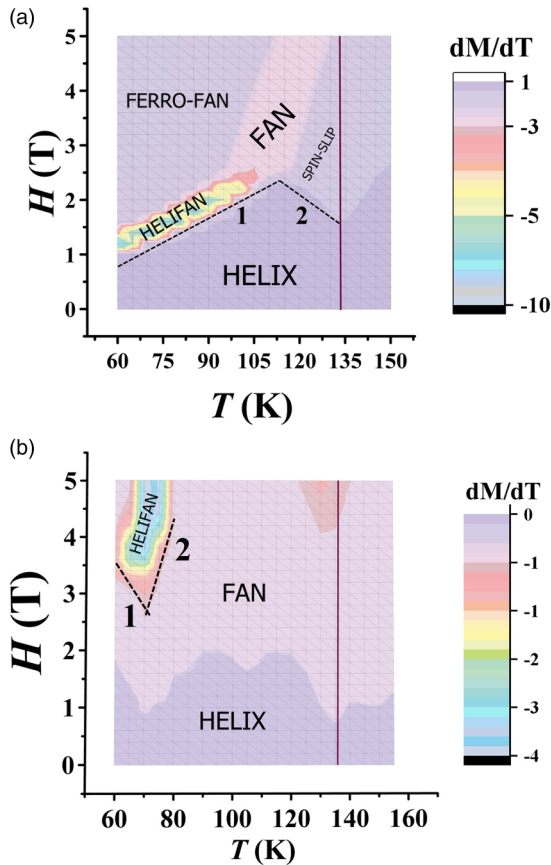 (a)
dM/dT
5
4
3
2
1
0
H (T)
FERRO-FAN
FAN
SPIN-SLIP
HELIFAN
1
2
HELIX
1
-3
-5
-10
60 75 90 105 120 135 150
T (K)
(b)
dM/dT
5
4
3
2
1
0
H (T)
HELIFAN
2
1
FAN
HELIX
0
-1
-1
-2
-3
-4
60 80 100 120 140 160
T (K)